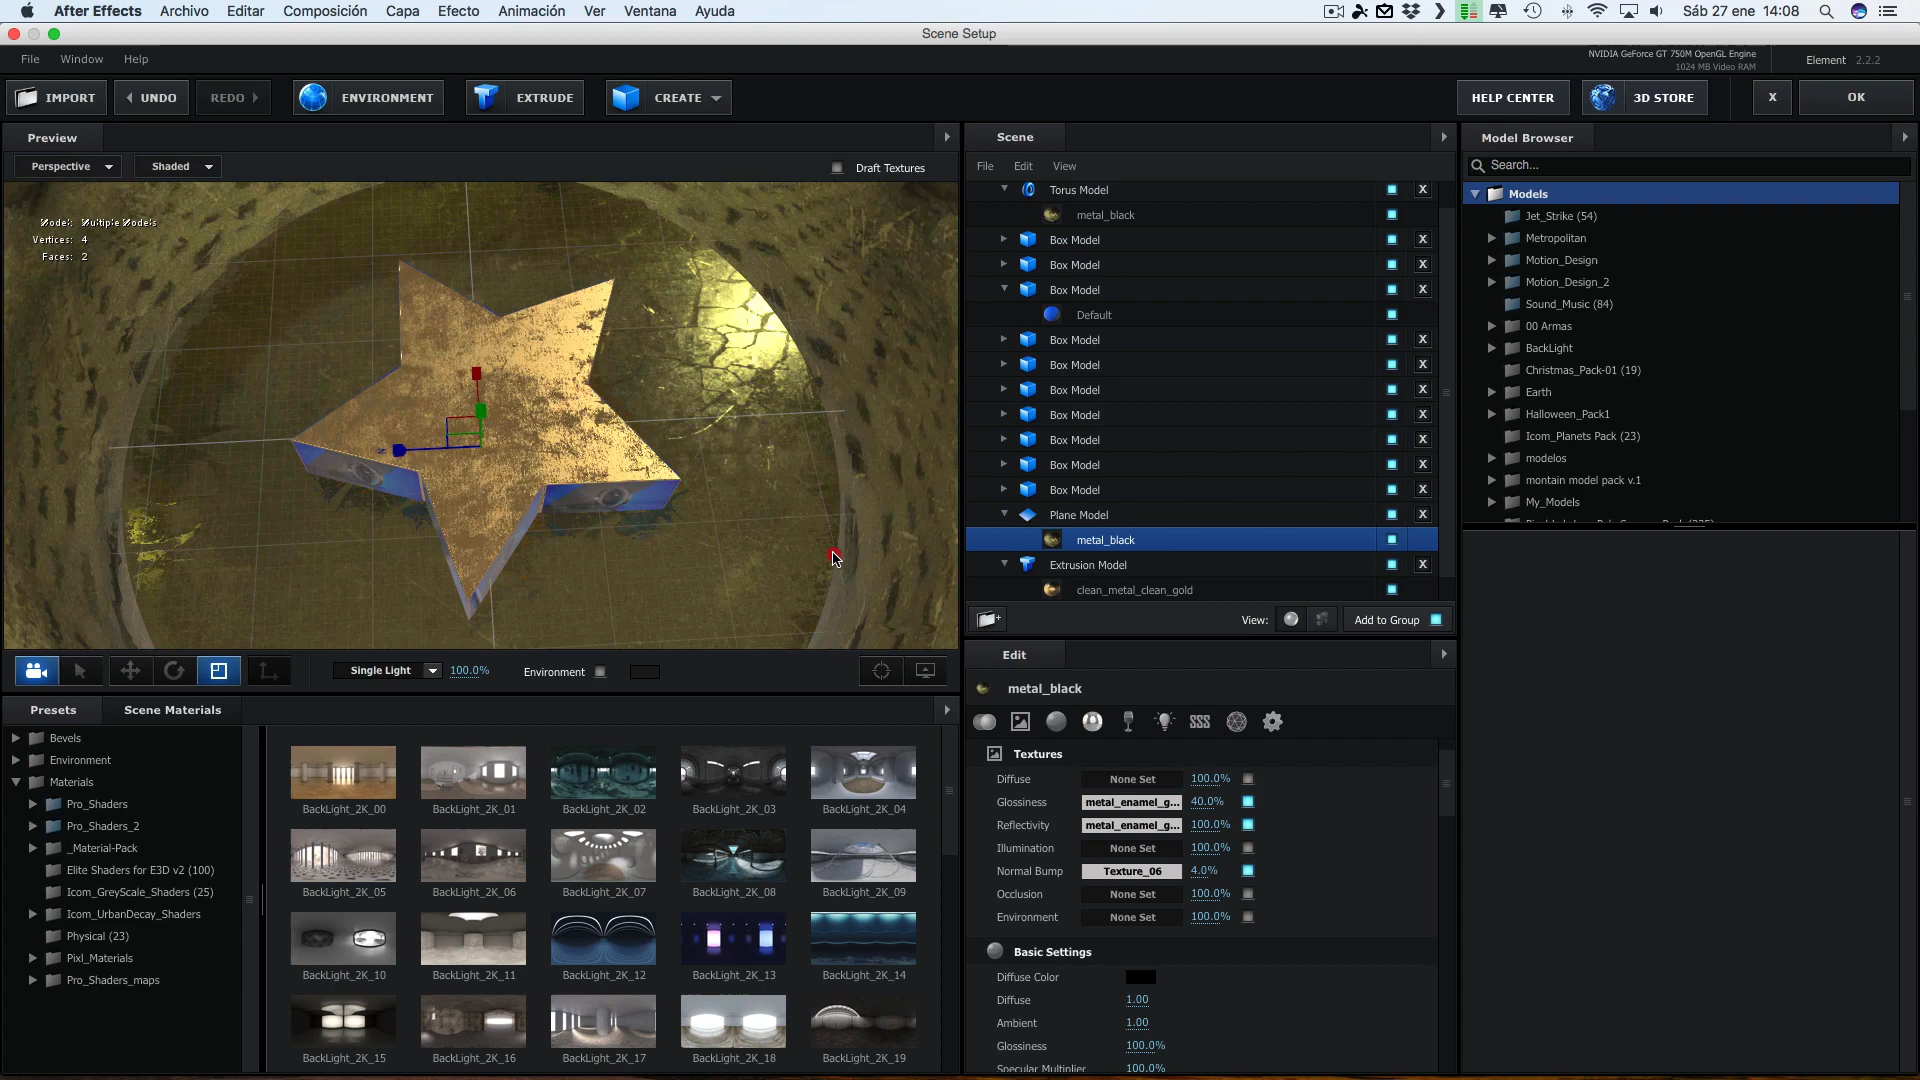 After Effects Archivo Editar Composición Capa Efecto Animación Ver Ventana Ayuda Sáb 27 ene 14:08
Scene Setup
File Window Help
NVIDIA GeForce GT 750M OpenGL Engine
1024 MB Video RAM
Element 2.2.2
IMPORT UNDO REDO ENVIRONMENT EXTRUDE CREATE HELP CENTER 3D STORE X OK
Preview
Perspective Shaded Draft Textures
Model: Multiple Models
Vertices: 4
Faces: 2
Single Light 100.0% Environment
Scene
File Edit View
Torus Model X
metal_black
Box Model X
Box Model X
Box Model X
Default
Box Model X
Box Model X
Box Model X
Box Model X
Box Model X
Box Model X
Box Model X
Plane Model X
metal_black
Extrusion Model X
clean_metal_clean_gold
View: Add to Group
Model Browser
Search...
Models
Jet_Strike (54)
Metropolitan
Motion_Design
Motion_Design_2
Sound_Music (84)
00 Armas
BackLight
Christmas_Pack-01 (19)
Earth
Halloween_Pack1
Icom_Planets Pack (23)
modelos
montain model pack v.1
My_Models
Presets Scene Materials
Bevels
Environment
Materials
Pro_Shaders
Pro_Shaders_2
_Material-Pack
Elite Shaders for E3D v2 (100)
Icom_GreyScale_Shaders (25)
Icom_UrbanDecay_Shaders
Physical (23)
Pixl_Materials
Pro_Shaders_maps
BackLight_2K_00 BackLight_2K_01 BackLight_2K_02 BackLight_2K_03 BackLight_2K_04
BackLight_2K_05 BackLight_2K_06 BackLight_2K_07 BackLight_2K_08 BackLight_2K_09
BackLight_2K_10 BackLight_2K_11 BackLight_2K_12 BackLight_2K_13 BackLight_2K_14
BackLight_2K_15 BackLight_2K_16 BackLight_2K_17 BackLight_2K_18 BackLight_2K_19
Edit
metal_black
SSS
Textures
Diffuse None Set 100.0%
Glossiness metal_enamel_g... 40.0%
Reflectivity metal_enamel_g... 100.0%
Illumination None Set 100.0%
Normal Bump Texture_06 4.0%
Occlusion None Set 100.0%
Environment None Set 100.0%
Basic Settings
Diffuse Color
Diffuse 1.00
Ambient 1.00
Glossiness 100.0%
Specular Multiplier 100.0%